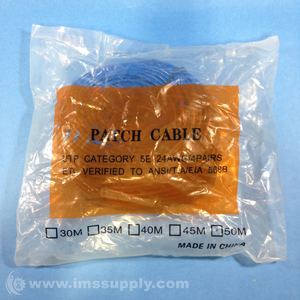 PATCH CABLE
UTP CATEGORY 5E 24AWG/4PAIRS
VERIFIED TO ANSI/TIA/EIA 568B
30M 35M 40M 45M 50M
MADE IN CHINA
© www.imssupply.com